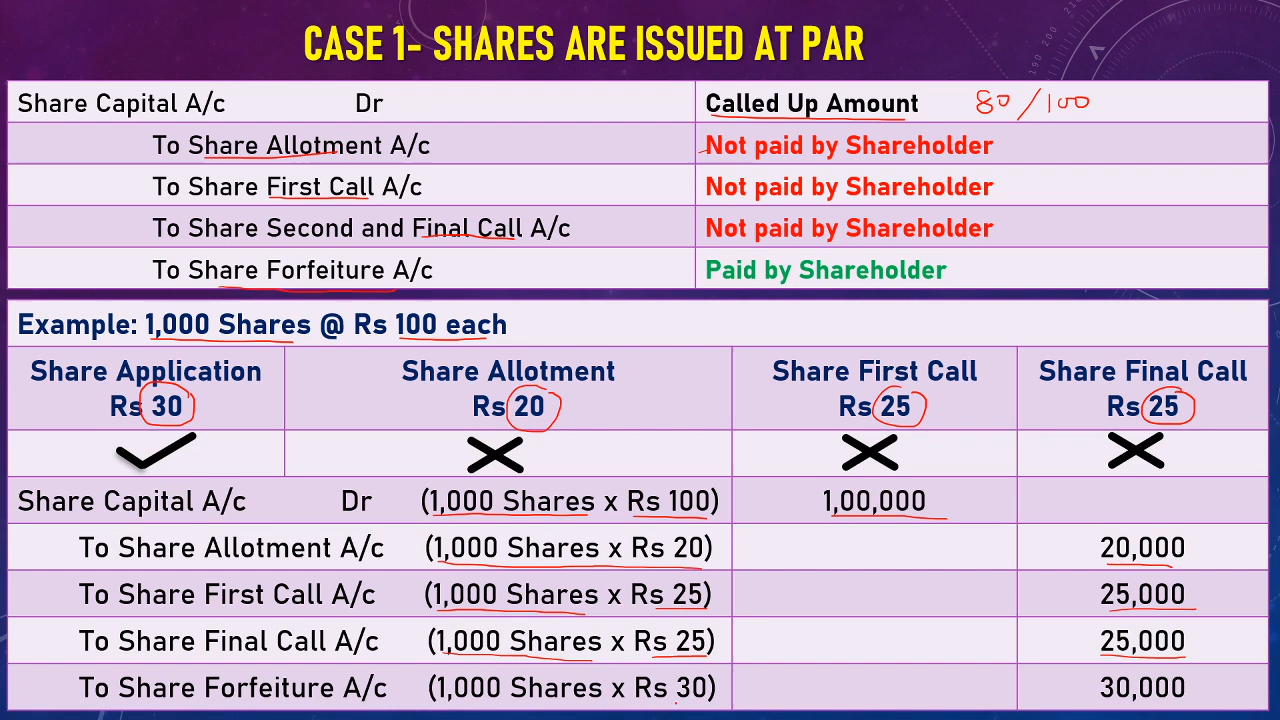 CASE 1- SHARES ARE ISSUED AT PAR
Share Capital A/c Dr Called Up Amount 80/100
To Share Allotment A/c Not paid by Shareholder
To Share First Call A/c Not paid by Shareholder
To Share Second and Final Call A/c Not paid by Shareholder
To Share Forfeiture A/c Paid by Shareholder
Example: 1,000 Shares @ Rs 100 each
Share Application Share Allotment Share First Call Share Final Call
Rs 30 Rs 20 Rs 25 Rs 25
Share Capital A/c Dr (1,000 Shares x Rs 100) 1,00,000
To Share Allotment A/c (1,000 Shares x Rs 20) 20,000
To Share First Call A/c (1,000 Shares x Rs 25) 25,000
To Share Final Call A/c (1,000 Shares x Rs 25) 25,000
To Share Forfeiture A/c (1,000 Shares x Rs 30) 30,000